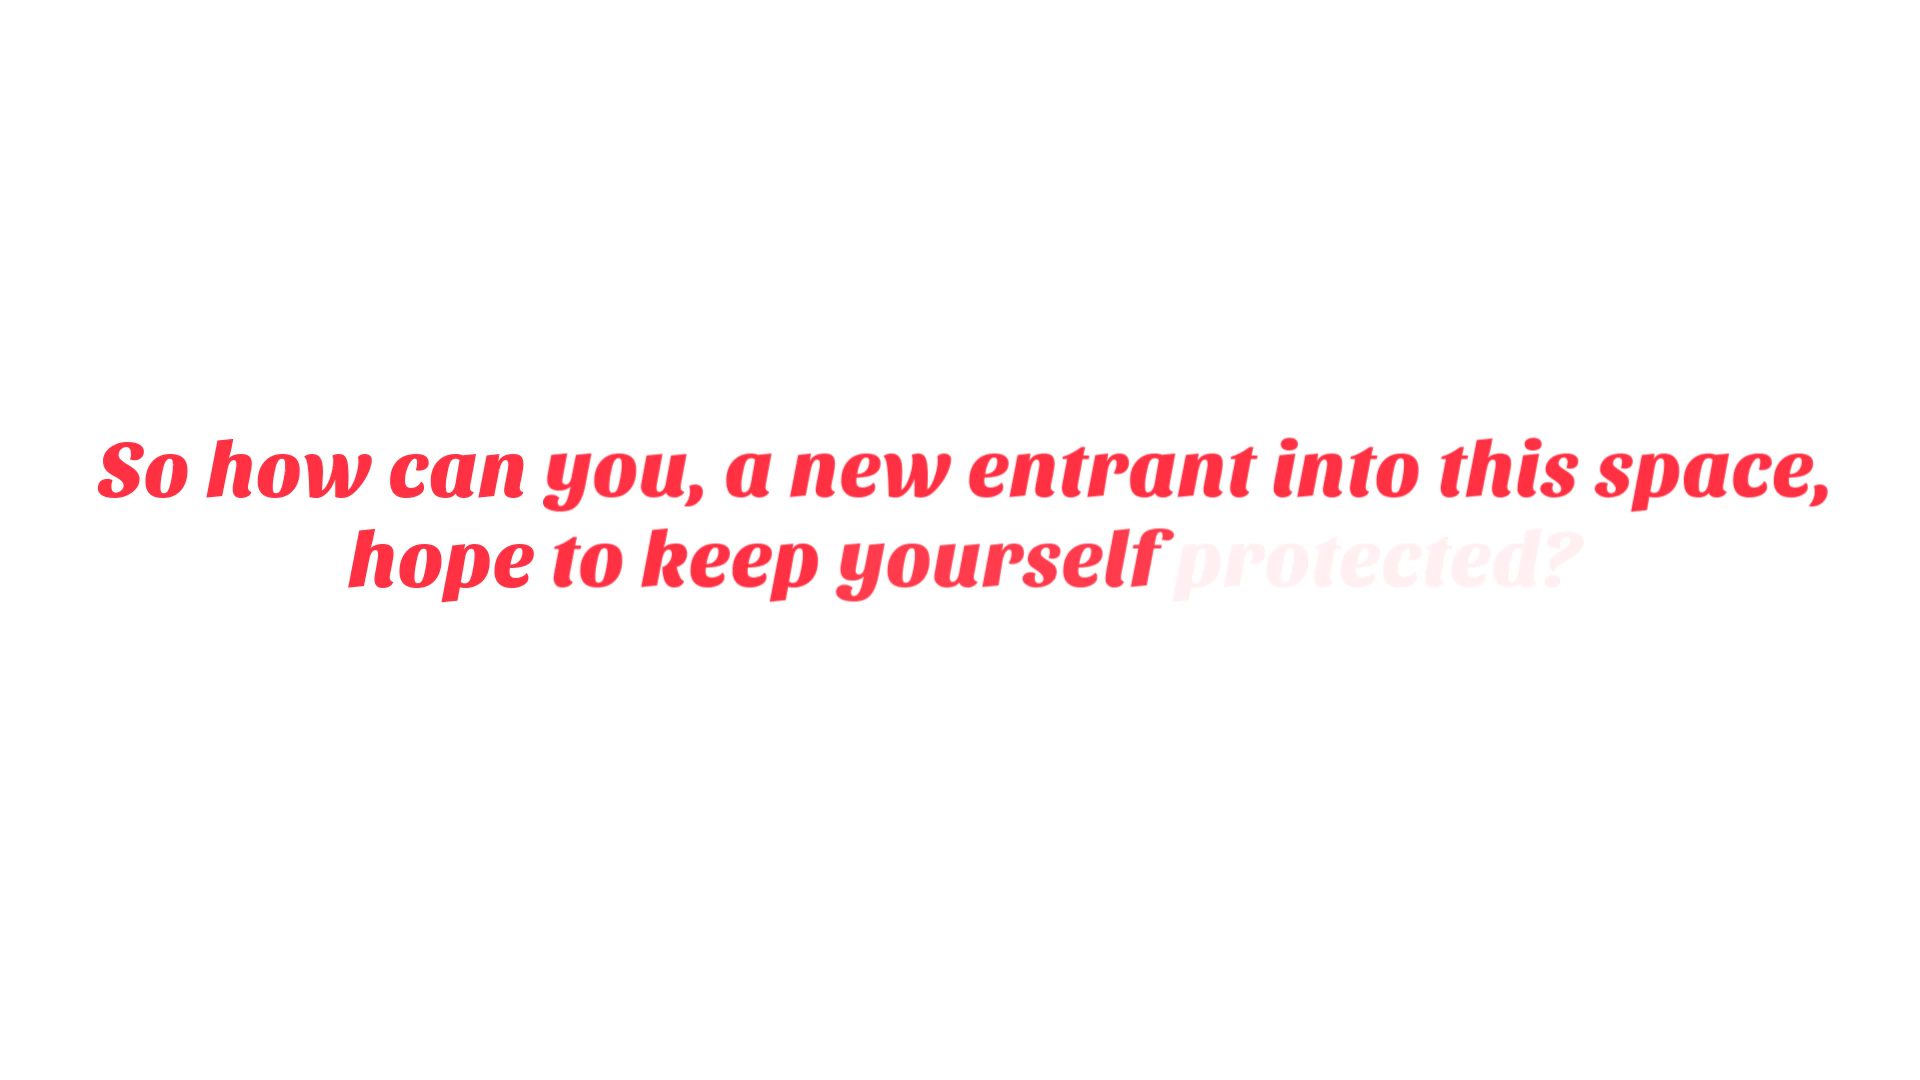 So how can you, a new entrant into this space,
hope to keep yourself protected?